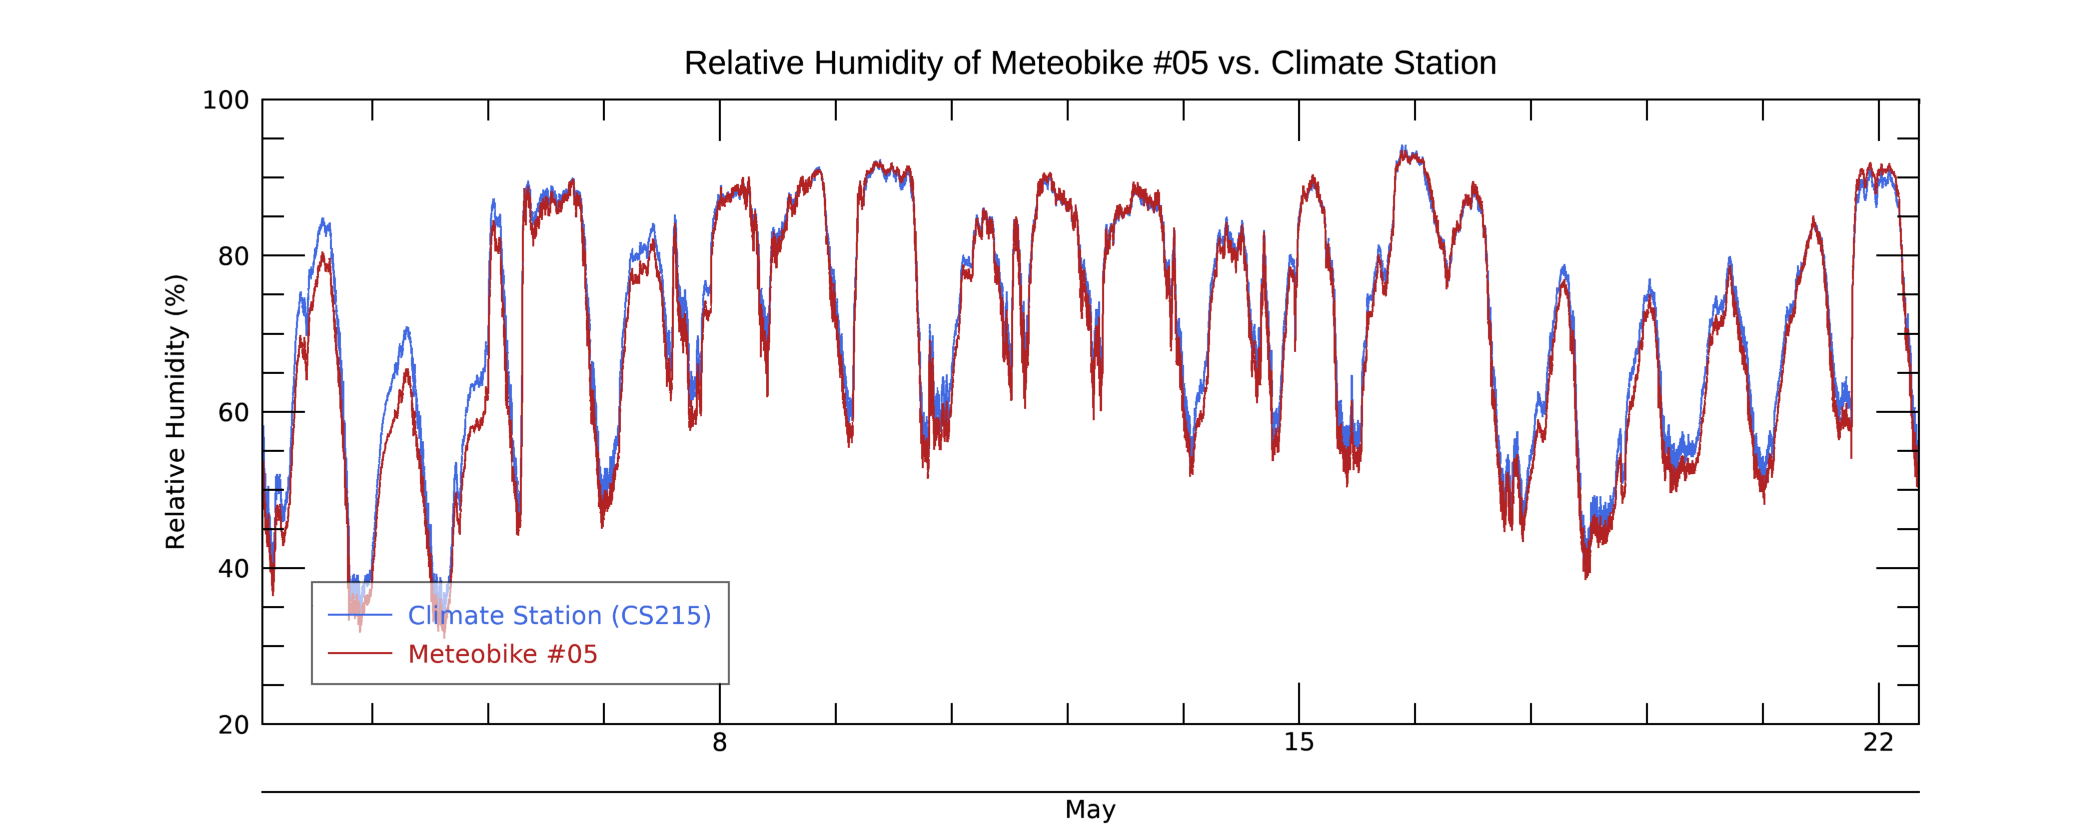 Relative Humidity of Meteobike #05 vs. Climate Station
Relative Humidity (%)
100
80
60
40
20
Climate Station (CS215)
Meteobike #05
8
15
22
May